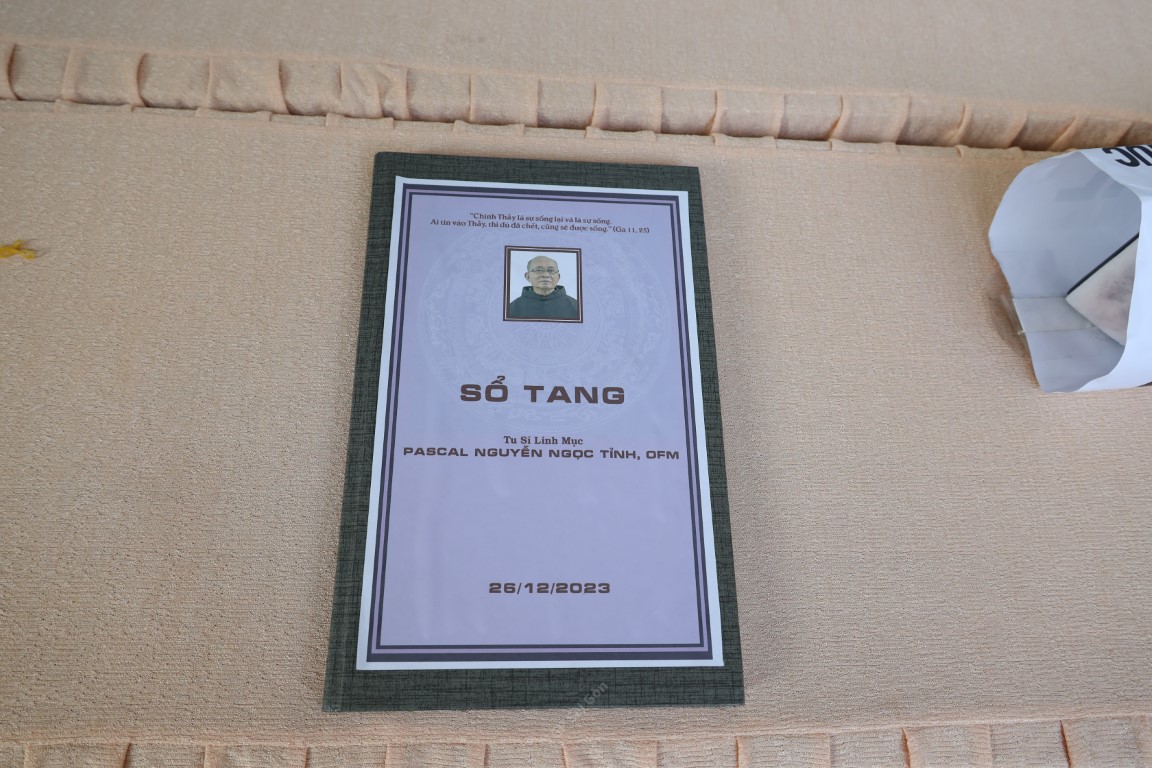 "Chính Thầy là sự sống lại và là sự sống.
Ai tin vào Thầy, thì dù đã chết, cũng sẽ được sống." (Ga 11, 25)
SỔ TANG
Tu Sĩ Linh Mục
PASCAL NGUYỄN NGỌC TỈNH, OFM
26/12/2023